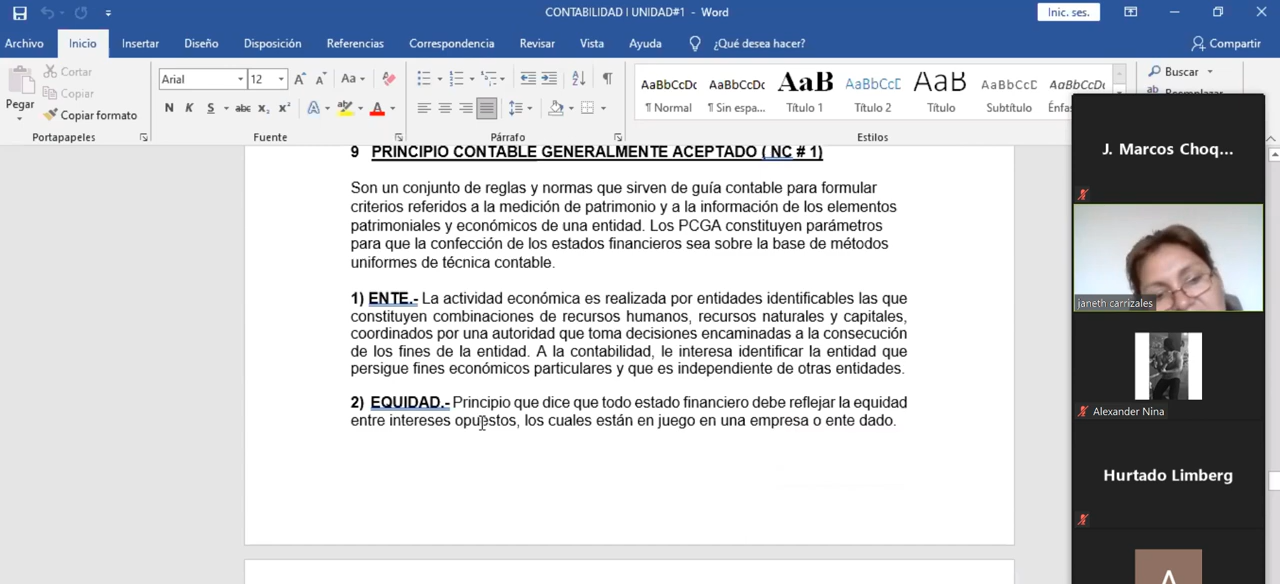 CONTABILIDAD I UNIDAD#1 - Word
Inic. ses.
Archivo Inicio Insertar Diseño Disposición Referencias Correspondencia Revisar Vista Ayuda ¿Qué desea hacer? Compartir
Pegar
Cortar
Copiar
Copiar formato
Portapapeles
Arial 12
Aa
N K S abc x₂ x²
Fuente
Párrafo
AaBbCcDc AaBbCcDc AaB AaBbCcD AaB AaBbCcD AaBbCcDc
¶ Normal ¶ Sin espa... Título 1 Título 2 Título Subtítulo Énfas
Estilos
Buscar
9 PRINCIPIO CONTABLE GENERALMENTE ACEPTADO ( NC # 1)
Son un conjunto de reglas y normas que sirven de guía contable para formular
criterios referidos a la medición de patrimonio y a la información de los elementos
patrimoniales y económicos de una entidad. Los PCGA constituyen parámetros
para que la confección de los estados financieros sea sobre la base de métodos
uniformes de técnica contable.
1) ENTE.- La actividad económica es realizada por entidades identificables las que
constituyen combinaciones de recursos humanos, recursos naturales y capitales,
coordinados por una autoridad que toma decisiones encaminadas a la consecución
de los fines de la entidad. A la contabilidad, le interesa identificar la entidad que
persigue fines económicos particulares y que es independiente de otras entidades.
2) EQUIDAD.- Principio que dice que todo estado financiero debe reflejar la equidad
entre intereses opuestos, los cuales están en juego en una empresa o ente dado.
J. Marcos Choq...
janeth carrizales
Alexander Nina
Hurtado Limberg
A